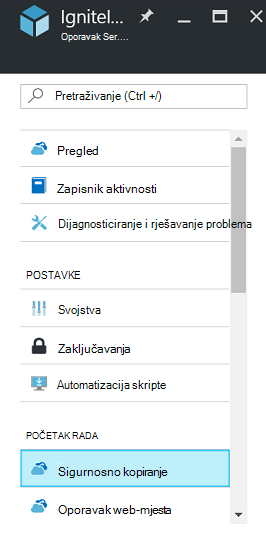 Ignitel...
Oporavak Ser....
Pretraživanje (Ctrl +/)
Pregled
Zapisnik aktivnosti
Dijagnosticiranje i rješavanje problema
POSTAVKE
Svojstva
Zaključavanja
Automatizacija skripte
POČETAK RADA
Sigurnosno kopiranje
Oporavak web-mjesta